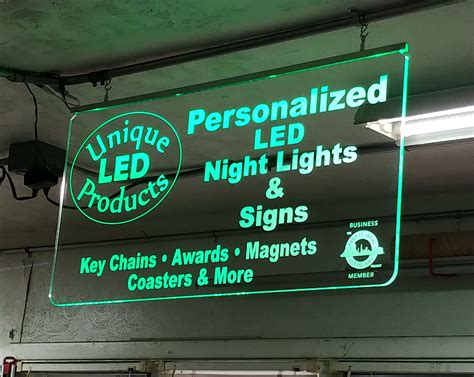 Unique
LED
Products
Personalized
LED
Night Lights
&
Signs
Key Chains • Awards • Magnets
Coasters & More
BUSINESS
MEMBER